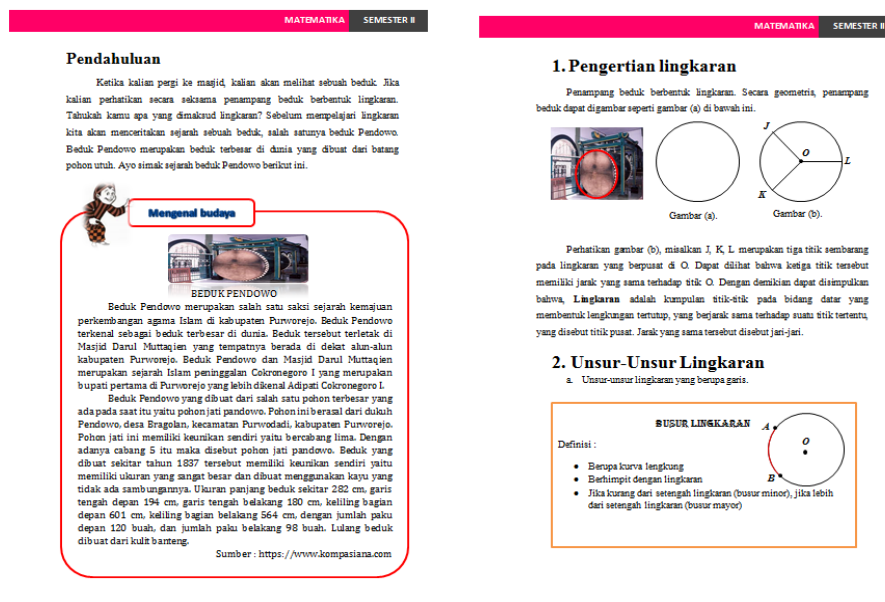 MATEMATIKA SEMESTER II
Pendahuluan
Ketika kalian pergi ke masjid, kalian akan melihat sebuah beduk. Jika
kalian perhatikan secara seksama penampang beduk berbentuk lingkaran.
Tahukah kamu apa yang dimaksud lingkaran? Sebelum mempelajari lingkaran
kita akan menceritakan sejarah sebuah beduk, salah satunya beduk Pendowo.
Beduk Pendowo merupakan beduk terbesar di dunia yang dibuat dari batang
pohon utuh. Ayo simak sejarah beduk Pendowo berikut ini.
Mengenal budaya
BEDUK PENDOWO
Beduk Pendowo merupakan salah satu saksi sejarah kemajuan
perkembangan agama Islam di kabupaten Purworejo. Beduk Pendowo
terkenal sebagai beduk terbesar di dunia. Beduk tersebut terletak di
Masjid Darul Muttaqien yang tempatnya berada di dekat alun-alun
kabupaten Purworejo. Beduk Pendowo dan Masjid Darul Muttaqien
merupakan sejarah Islam peninggalan Cokronegoro I yang merupakan
bupati pertama di Purworejo yang lebih dikenal Adipati Cokronegoro I.
Beduk Pendowo yang dibuat dari salah satu pohon terbesar yang
ada pada saat itu yaitu pohon jati pandowo. Pohon ini berasal dari dukuh
Pendowo, desa Bragolan, kecamatan Purwodadi, kabupaten Purworejo.
Pohon jati ini memiliki keunikan sendiri yaitu bercabang lima. Dengan
adanya cabang 5 itu maka disebut pohon jati pandowo. Beduk yang
dibuat sekitar tahun 1837 tersebut memiliki keunikan sendiri yaitu
memiliki ukuran yang sangat besar dan dibuat menggunakan kayu yang
tidak ada sambungannya. Ukuran panjang beduk sekitar 282 cm, garis
tengah depan 194 cm, garis tengah belakang 180 cm, keliling bagian
depan 601 cm, keliling bagian belakang 564 cm, dengan jumlah paku
depan 120 buah, dan jumlah paku belakang 98 buah. Lulang beduk
dibuat dari kulit banteng.
Sumber : https://www.kompasiana.com
MATEMATIKA SEMESTER II
1. Pengertian lingkaran
Penampang beduk berbentuk lingkaran. Secara geometris, penampang
beduk dapat digambar seperti gambar (a) di bawah ini.
J
O
L
K
Gambar (a).
Gambar (b).
Perhatikan gambar (b), misalkan J, K, L merupakan tiga titik sembarang
pada lingkaran yang berpusat di O. Dapat dilihat bahwa ketiga titik tersebut
memiliki jarak yang sama terhadap titik O. Dengan demikian dapat disimpulkan
bahwa, Lingkaran adalah kumpulan titik-titik pada bidang datar yang
membentuk lengkungan tertutup, yang berjarak sama terhadap suatu titik tertentu,
yang disebut titik pusat. Jarak yang sama tersebut disebut jari-jari.
2. Unsur-Unsur Lingkaran
a. Unsur-unsur lingkaran yang berupa garis.
BUSUR LINGKARAN
A
O
B
Definisi :
• Berupa kurva lengkung
• Berhimpit dengan lingkaran
• Jika kurang dari setengah lingkaran (busur minor), jika lebih
dari setengah lingkaran (busur mayor)